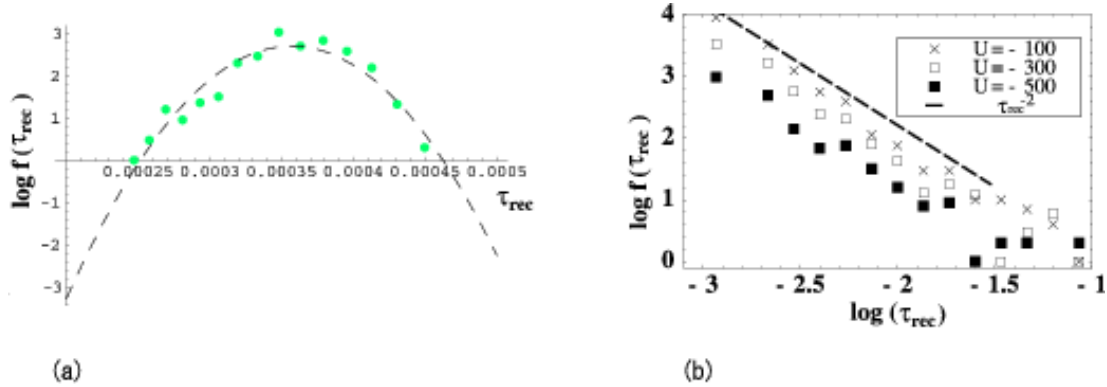 3
2
1
-1
-2
-3
0.00025 0.0003 0.00035 0.0004 0.00045 0.0005
log f (τrec)
τrec
(a)
4
3
2
1
0
- 3 - 2.5 - 2 - 1.5 - 1
log f (τrec)
log (τrec)
U = - 100
U = - 300
U = - 500
τrec-2
(b)